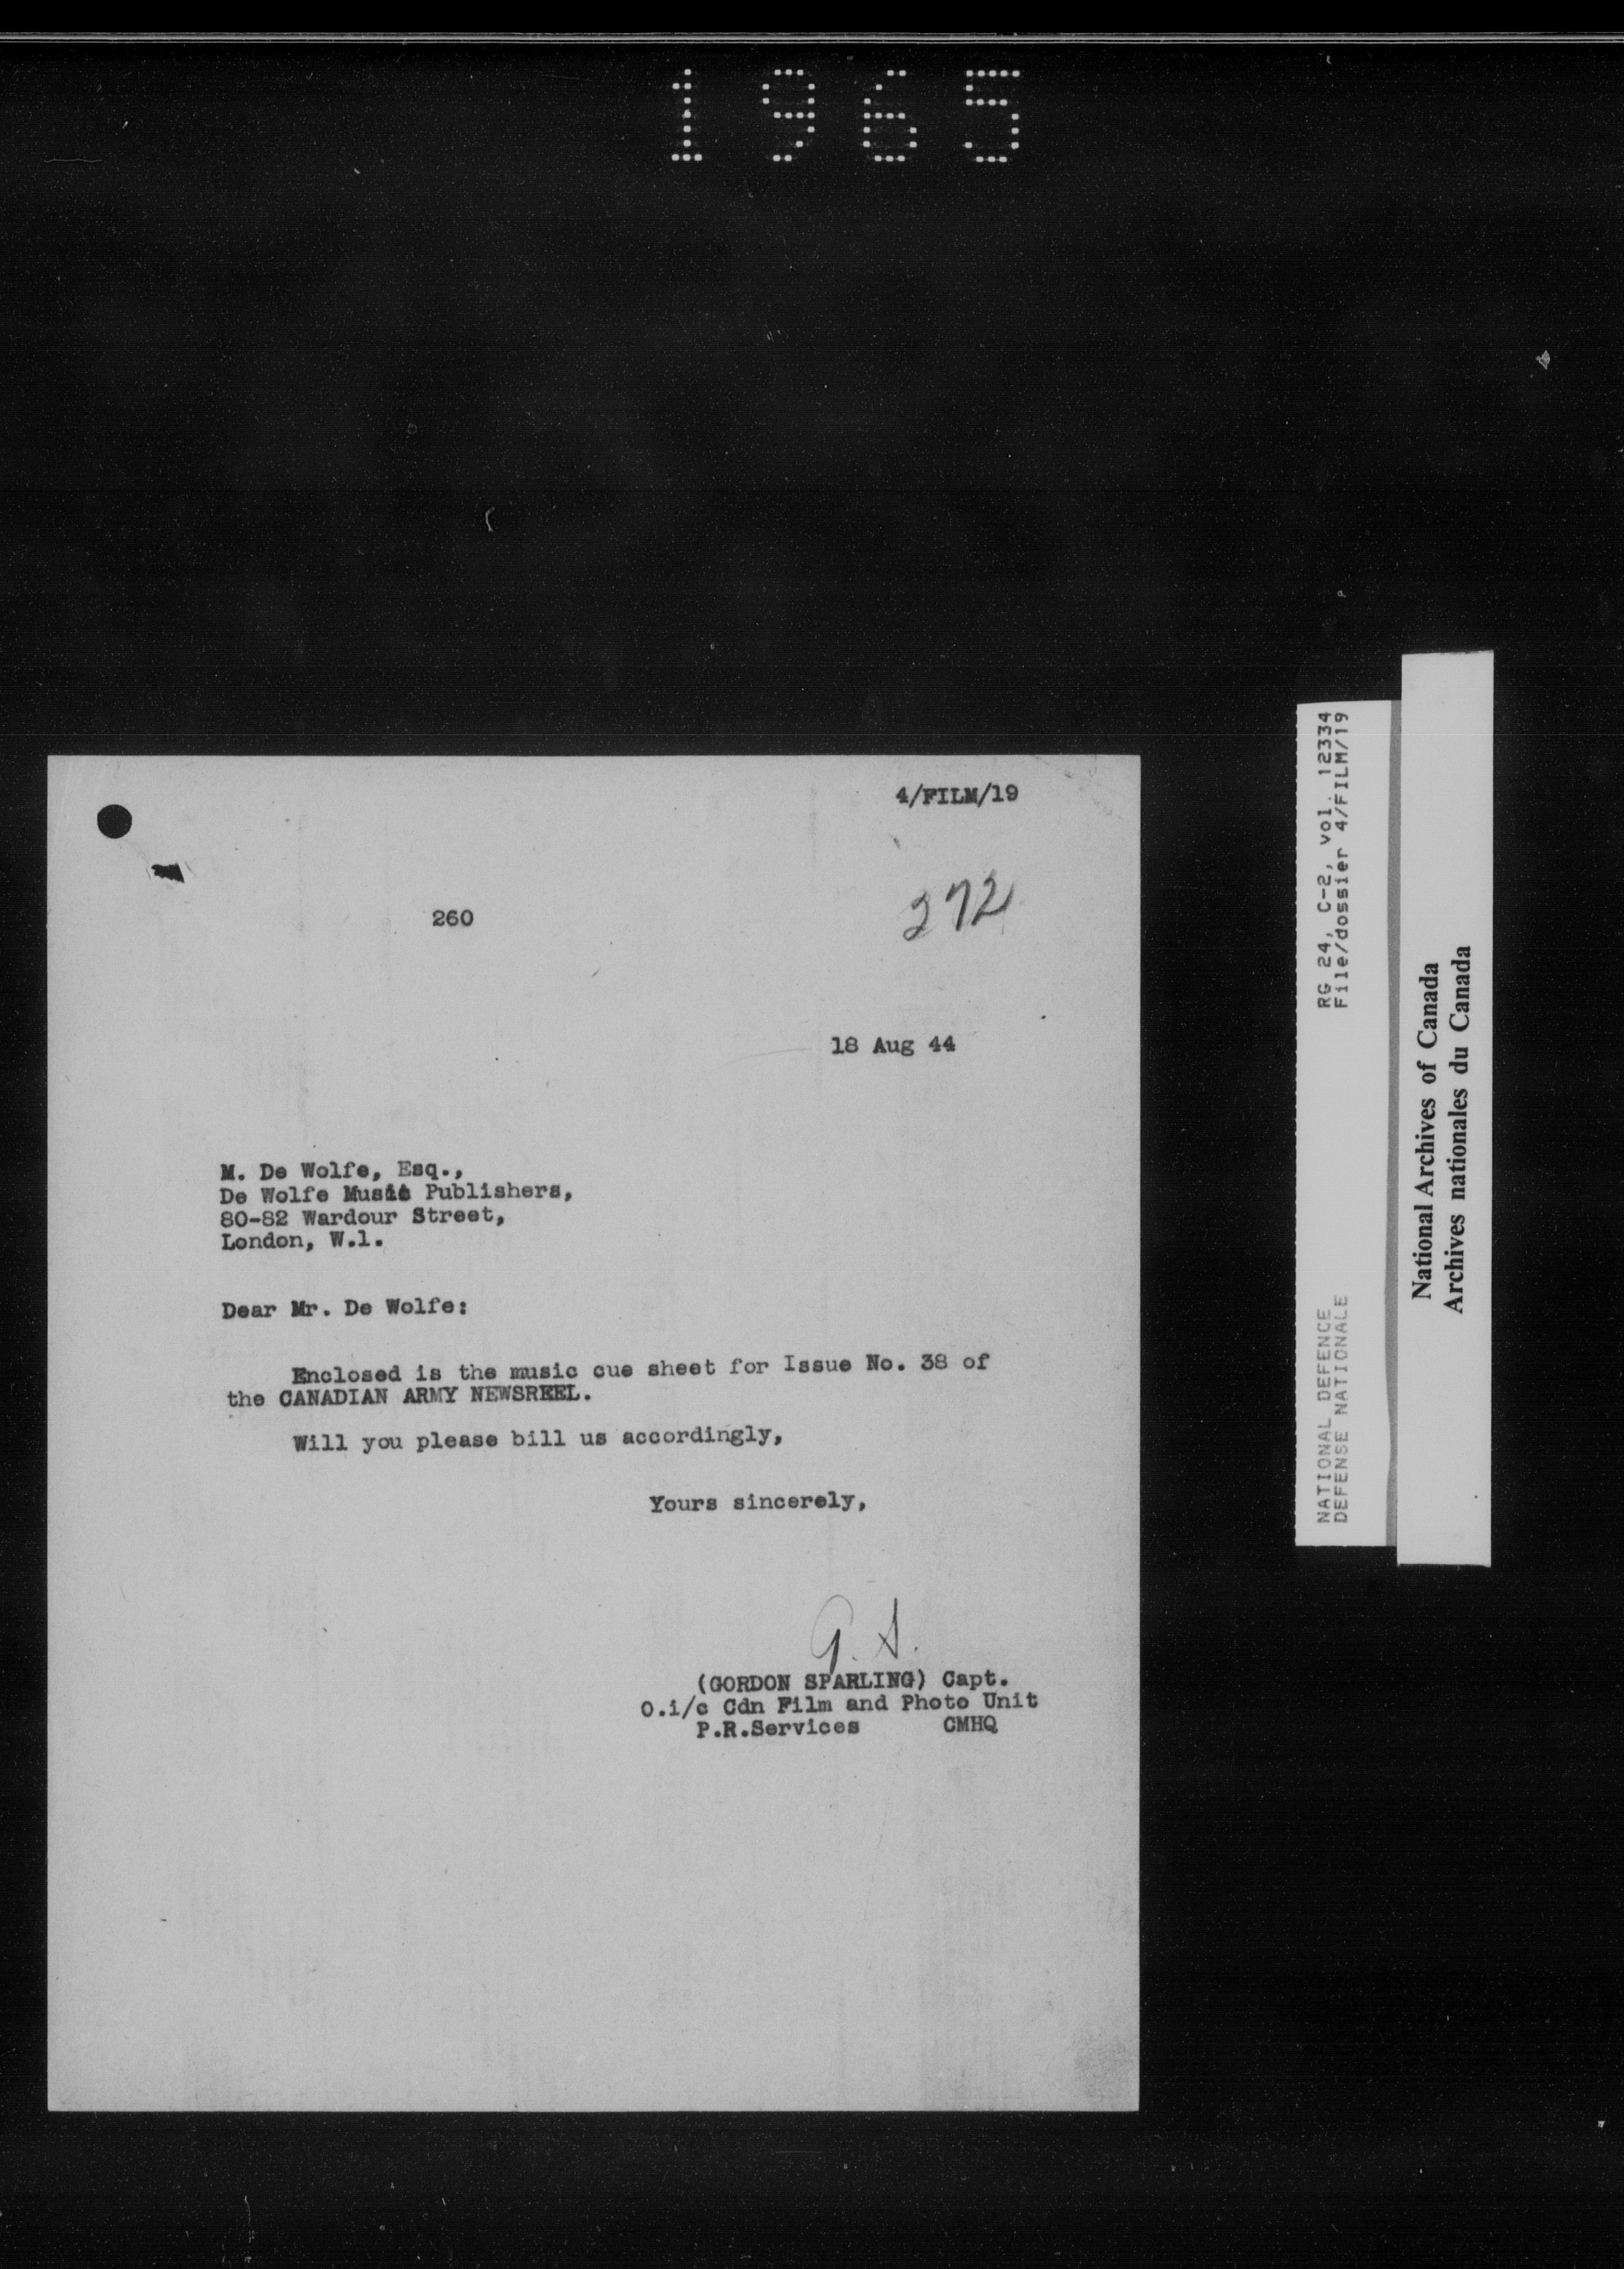 1965
4/FILM/19
272
260
18 Aug 44
M. De Wolfe, Esq.,
De Wolfe Music Publishers,
80-82 Wardour Street,
London, W.1.
Dear Mr. De Wolfe:
Enclosed is the music cue sheet for Issue No. 38 of
the CANADIAN ARMY NEWSREEL.
Will you please bill us accordingly,
Yours sincerely,
G. S.
(GORDON SPARLING) Capt.
O.i/c Cdn Film and Photo Unit
P.R.Services CMHQ
NATIONAL DEFENCE RG 24, C-2, vol. 12334
DEFENSE NATIONALE File/dossier 4/FILM/19
National Archives of Canada
Archives nationales du Canada